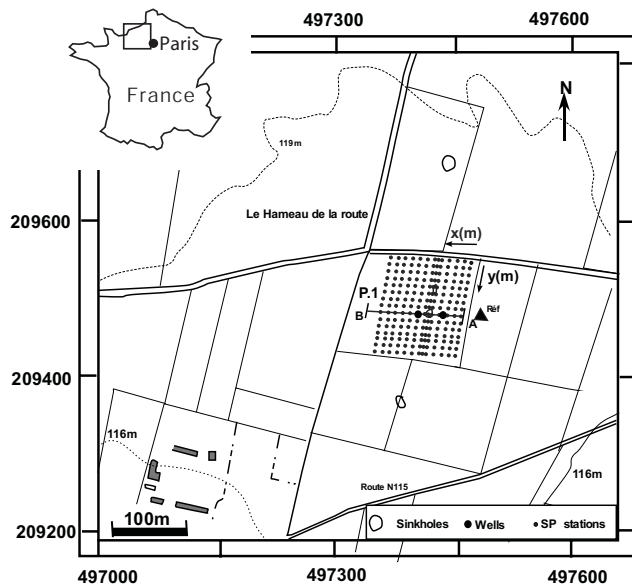 497300 497600
Paris
France
N
119m
209600
Le Hameau de la route
x(m)
y(m)
P.1
Réf
B
A
209400
116m
116m
Route N115
100m
Sinkholes Wells SP stations
209200
497000 497300 497600